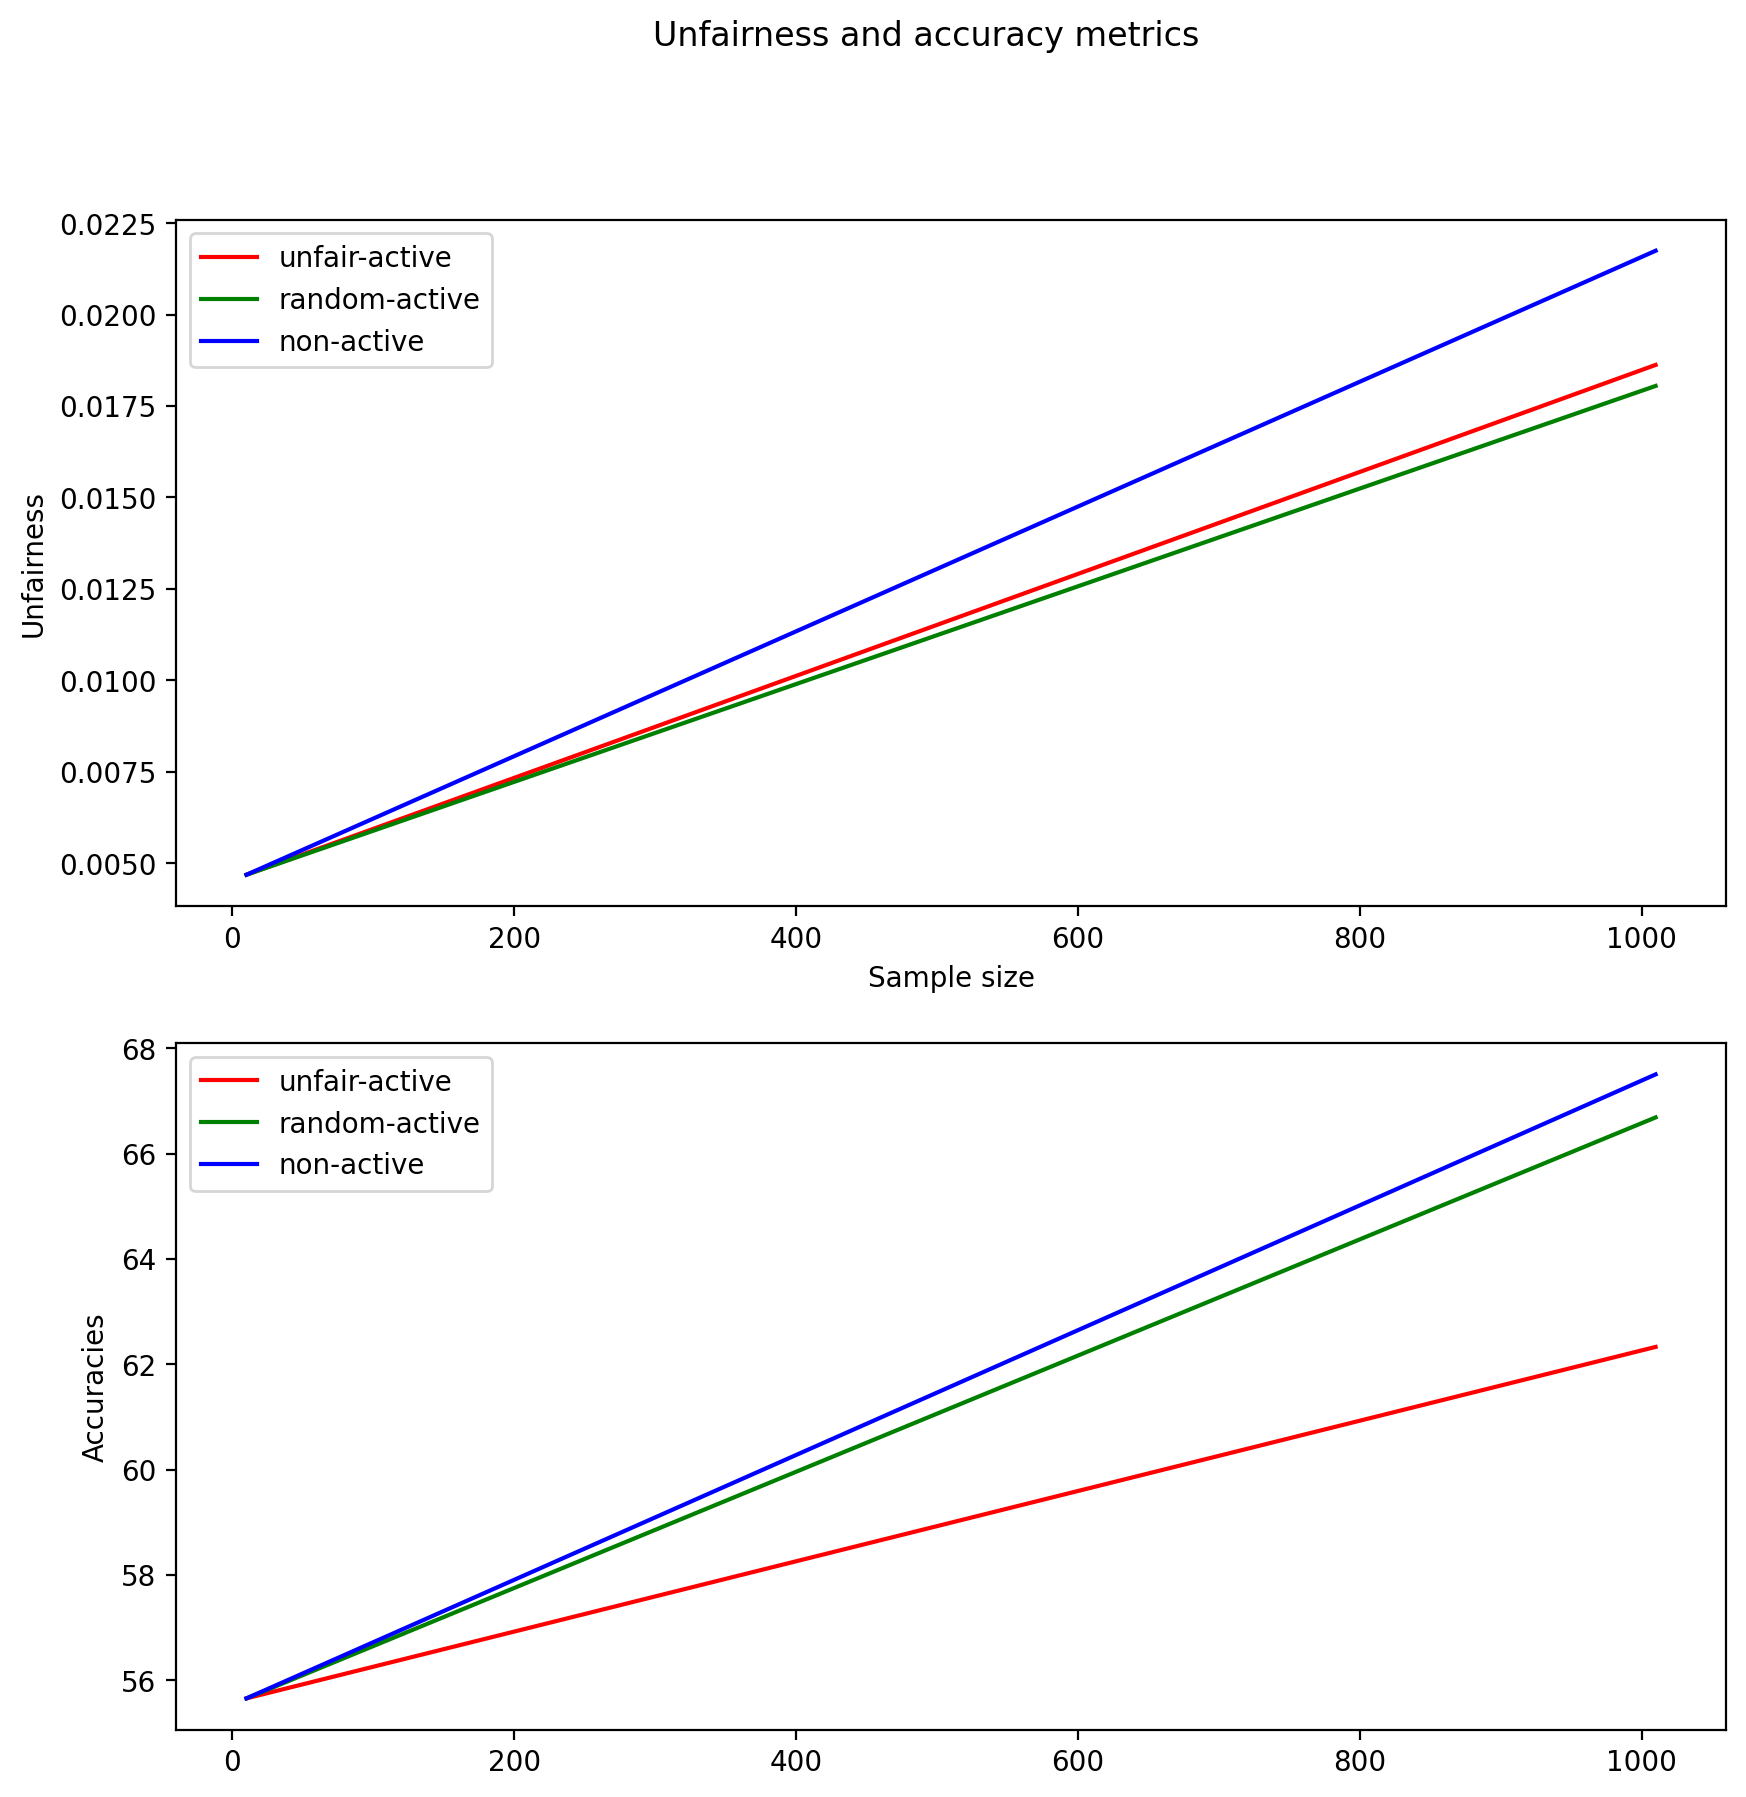 Unfairness and accuracy metrics
0.0225
0.0200
0.0175
0.0150
0.0125
0.0100
0.0075
0.0050
Unfairness
unfair-active
random-active
non-active
0 200 400 600 800 1000
Sample size
68
66
64
62
60
58
56
Accuracies
unfair-active
random-active
non-active
0 200 400 600 800 1000